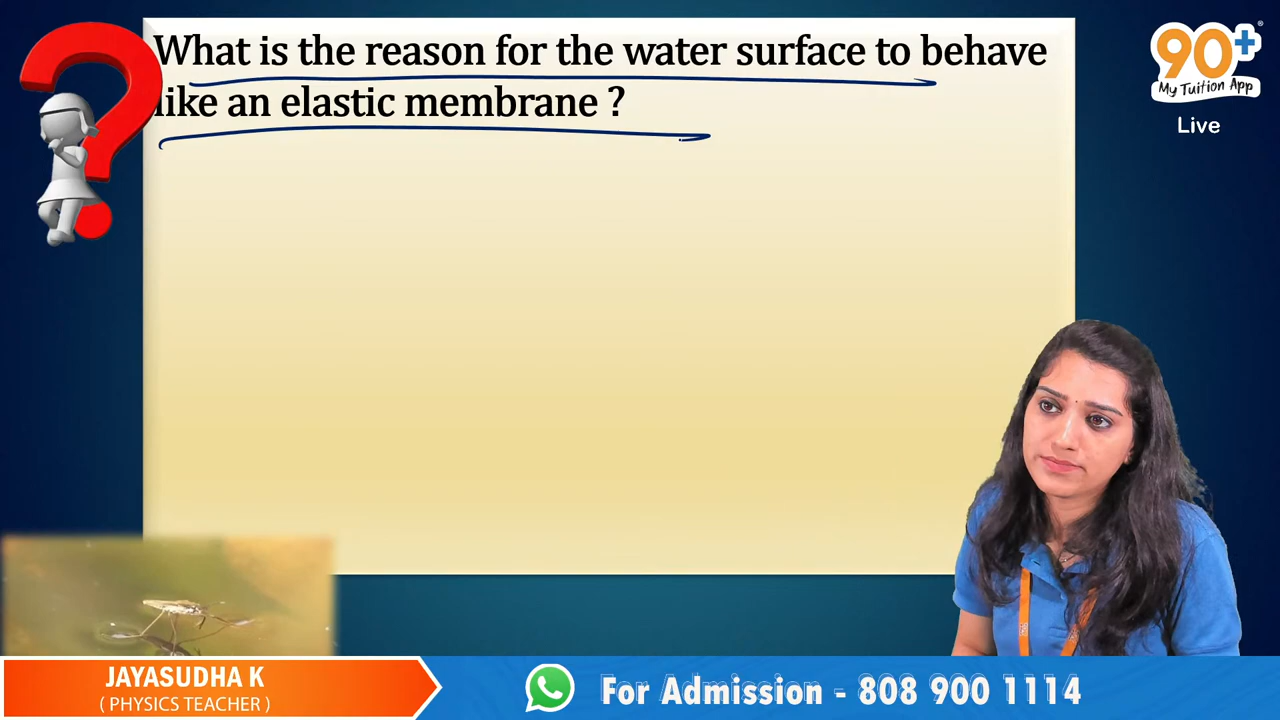 What is the reason for the water surface to behave
like an elastic membrane ?
90+
My Tuition App
Live
JAYASUDHA K
( PHYSICS TEACHER )
For Admission - 808 900 1114